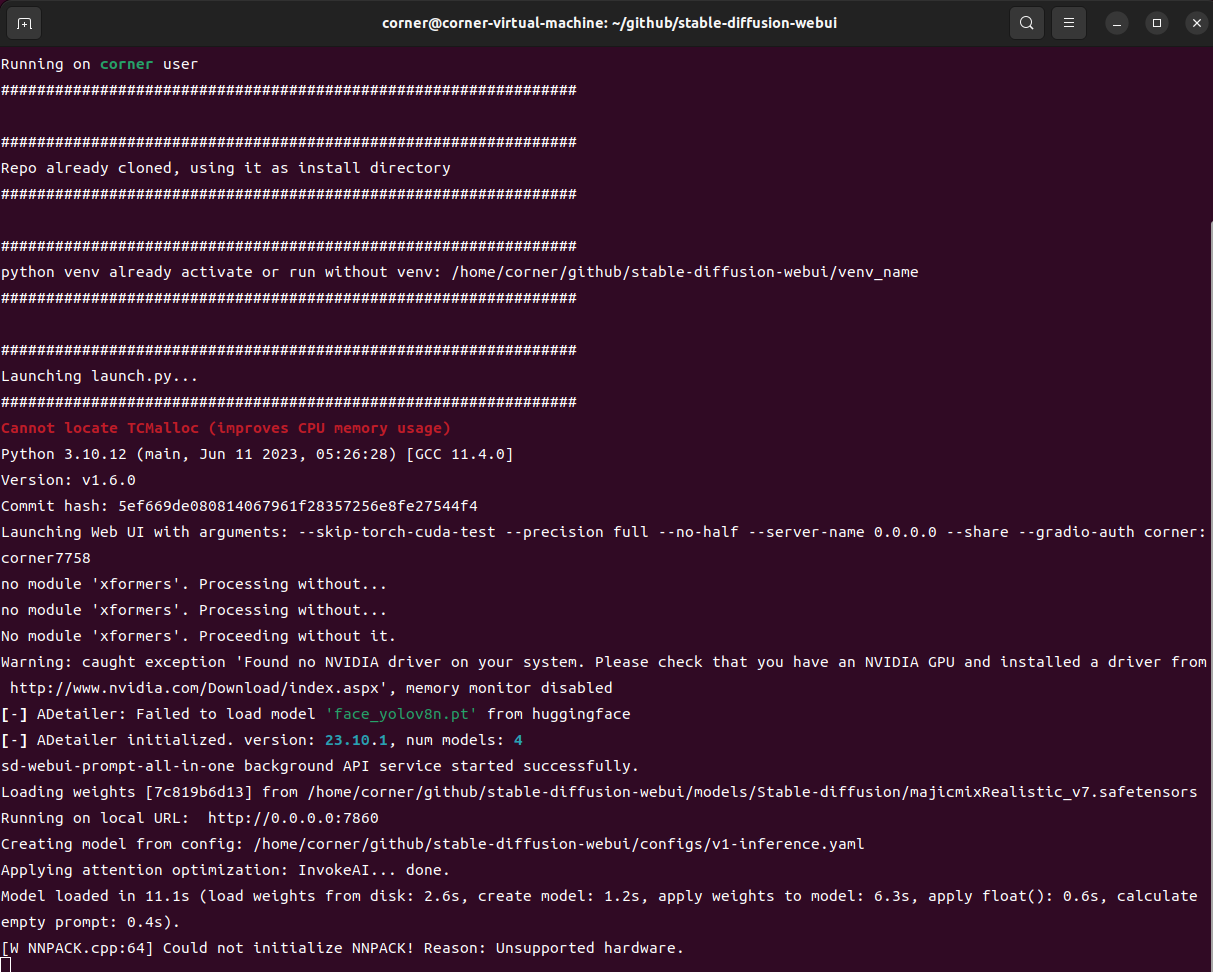 corner@corner-virtual-machine: ~/github/stable-diffusion-webui
Running on corner user
################################################################

################################################################
Repo already cloned, using it as install directory
################################################################

################################################################
python venv already activate or run without venv: /home/corner/github/stable-diffusion-webui/venv_name
################################################################

################################################################
Launching launch.py...
################################################################
Cannot locate TCMalloc (improves CPU memory usage)
Python 3.10.12 (main, Jun 11 2023, 05:26:28) [GCC 11.4.0]
Version: v1.6.0
Commit hash: 5ef669de080814067961f28357256e8fe27544f4
Launching Web UI with arguments: --skip-torch-cuda-test --precision full --no-half --server-name 0.0.0.0 --share --gradio-auth corner:
corner7758
no module 'xformers'. Processing without...
no module 'xformers'. Processing without...
No module 'xformers'. Proceeding without it.
Warning: caught exception 'Found no NVIDIA driver on your system. Please check that you have an NVIDIA GPU and installed a driver from
 http://www.nvidia.com/Download/index.aspx', memory monitor disabled
[-] ADetailer: Failed to load model 'face_yolov8n.pt' from huggingface
[-] ADetailer initialized. version: 23.10.1, num models: 4
sd-webui-prompt-all-in-one background API service started successfully.
Loading weights [7c819b6d13] from /home/corner/github/stable-diffusion-webui/models/Stable-diffusion/majicmixRealistic_v7.safetensors
Running on local URL:  http://0.0.0.0:7860
Creating model from config: /home/corner/github/stable-diffusion-webui/configs/v1-inference.yaml
Applying attention optimization: InvokeAI... done.
Model loaded in 11.1s (load weights from disk: 2.6s, create model: 1.2s, apply weights to model: 6.3s, apply float(): 0.6s, calculate
empty prompt: 0.4s).
[W NNPACK.cpp:64] Could not initialize NNPACK! Reason: Unsupported hardware.